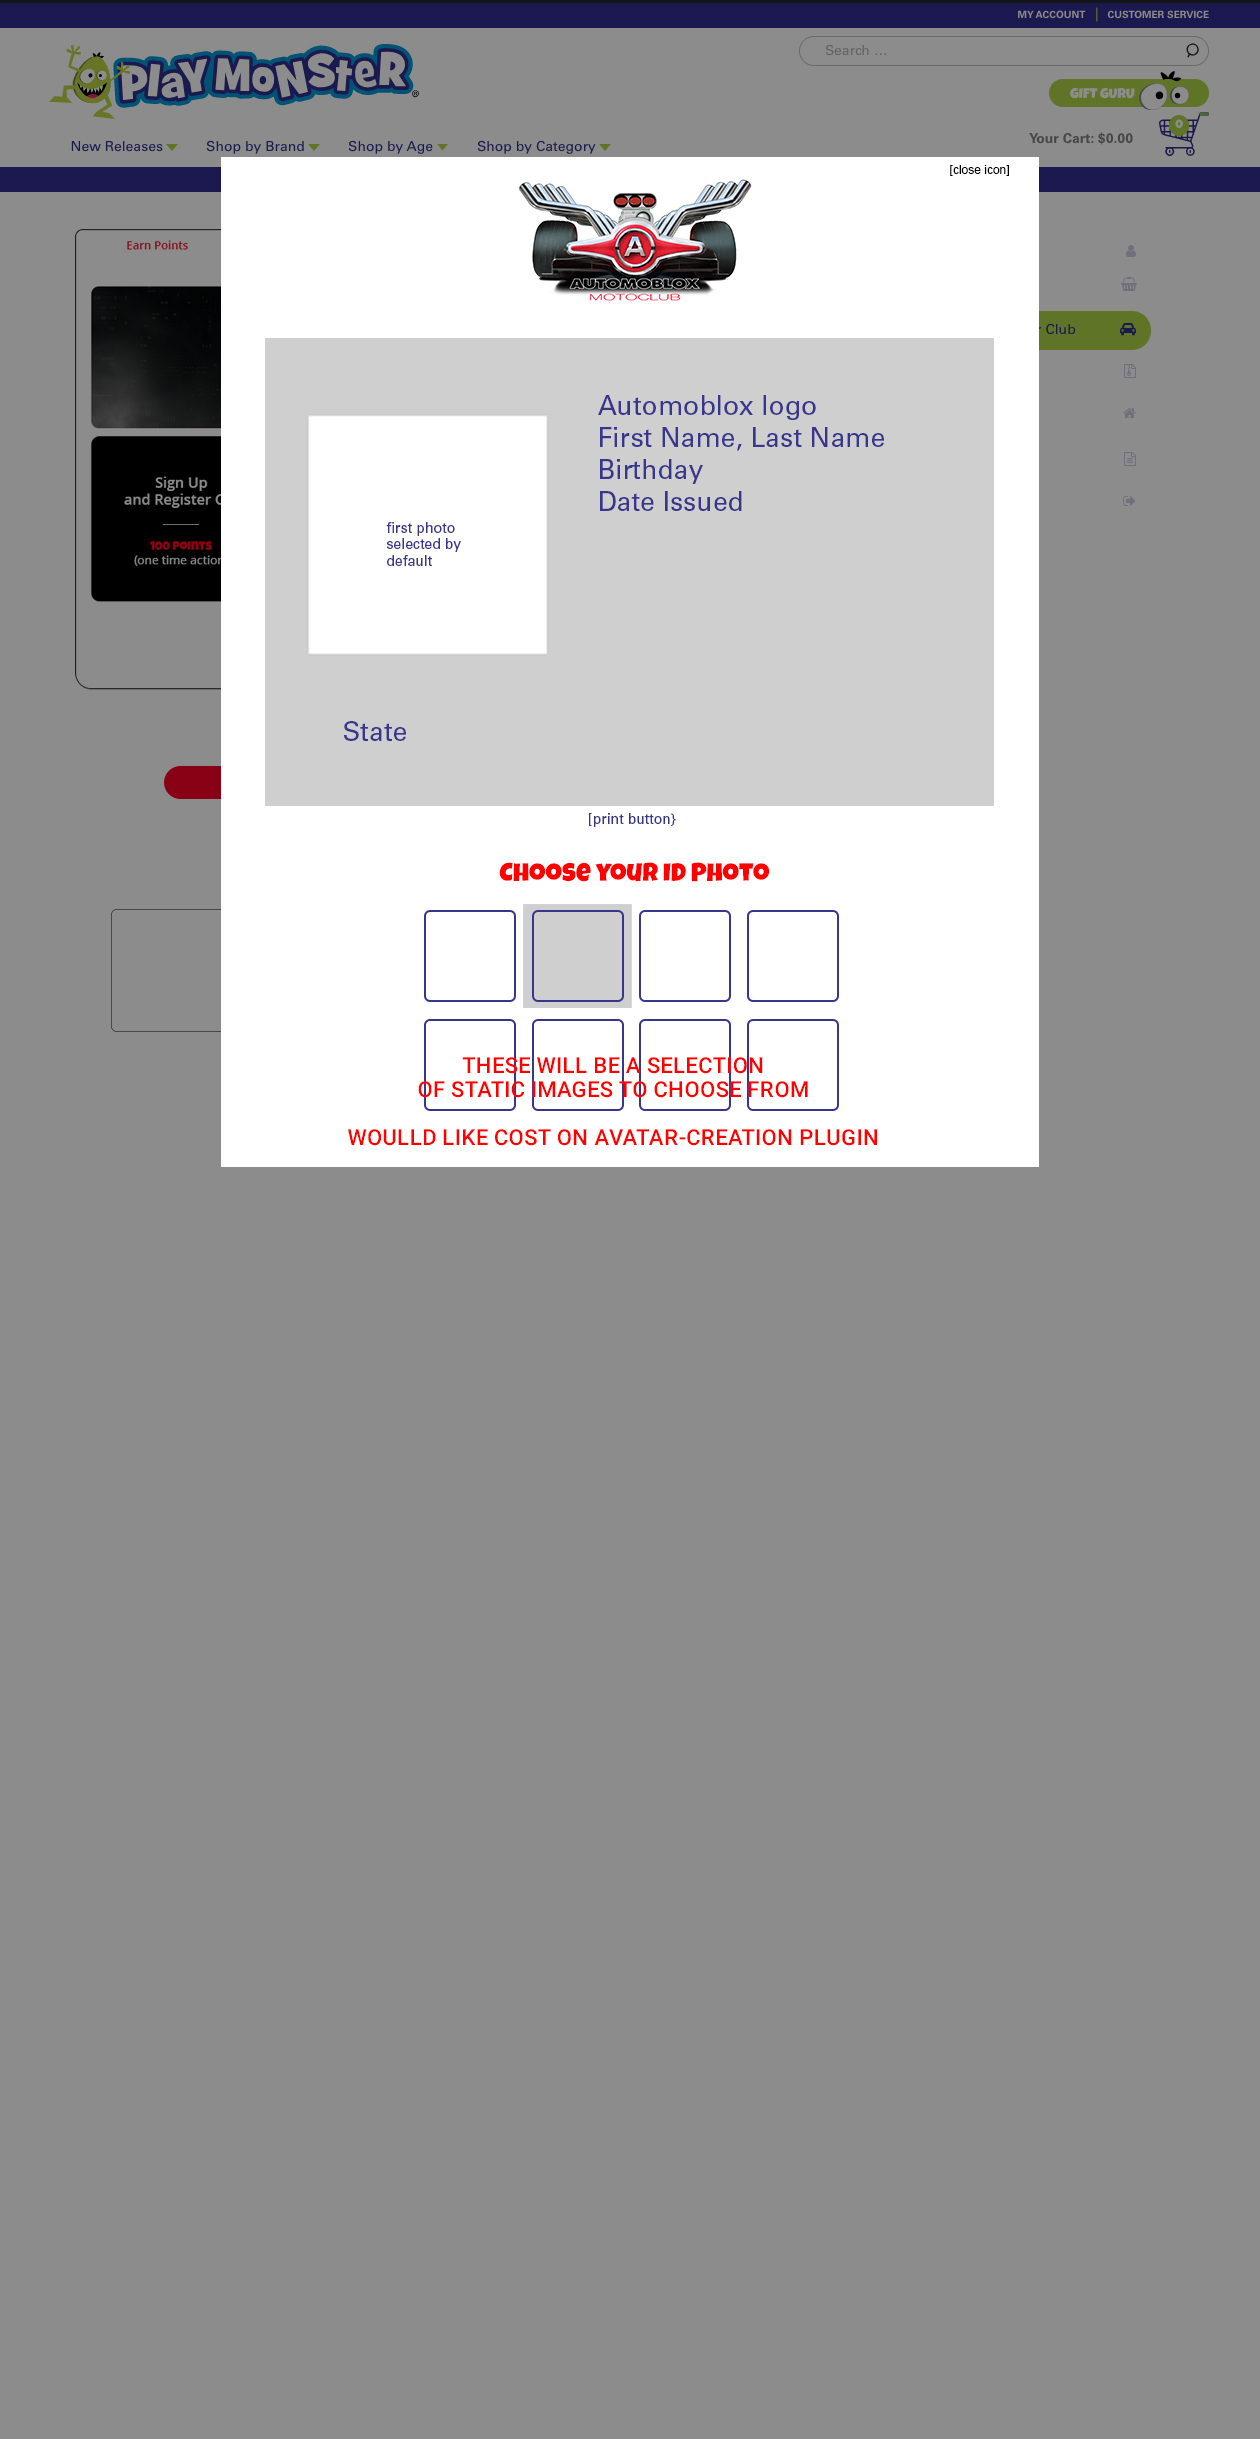 MY ACCOUNT | CUSTOMER SERVICE
PLAY MONSTER®
Search ...
GIFT GURU
0
Your Cart: $0.00
New Releases
Shop by Brand
Shop by Age
Shop by Category
[close icon]
A
AUTOMOBLOX
MOTOCLUB
Earn Points
Club
Automoblox logo
First Name, Last Name
Birthday
Date Issued
first photo
selected by
default
Sign Up
and Register
100 POINTS
(one time action
State
[print button}
CHOOSE YOUR ID PHOTO
THESE WILL BE A SELECTION
OF STATIC IMAGES TO CHOOSE FROM
WOULLD LIKE COST ON AVATAR-CREATION PLUGIN